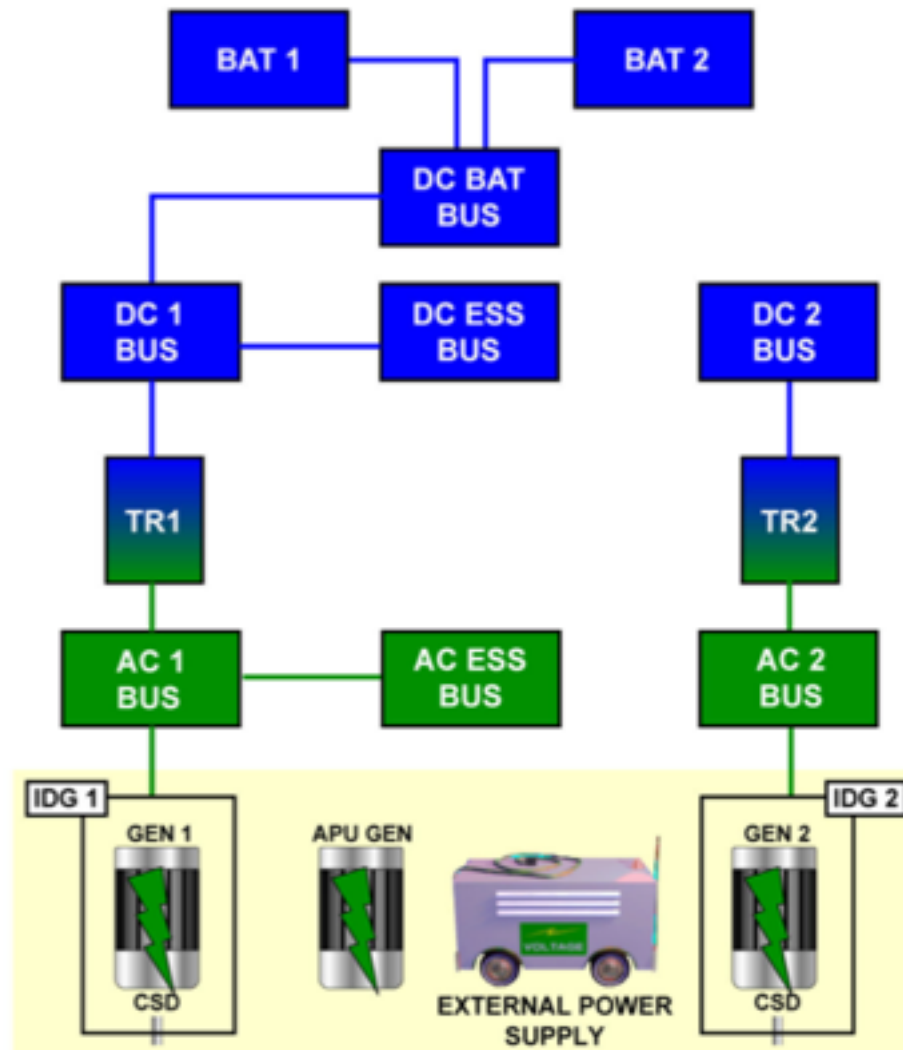 BAT 1
BAT 2
DC BAT
BUS
DC 1
BUS
DC ESS
BUS
DC 2
BUS
TR1
TR2
AC 1
BUS
AC ESS
BUS
AC 2
BUS
IDG 1
IDG 2
GEN 1
APU GEN
GEN 2
VOLTAGE
CSD
EXTERNAL POWER
SUPPLY
CSD